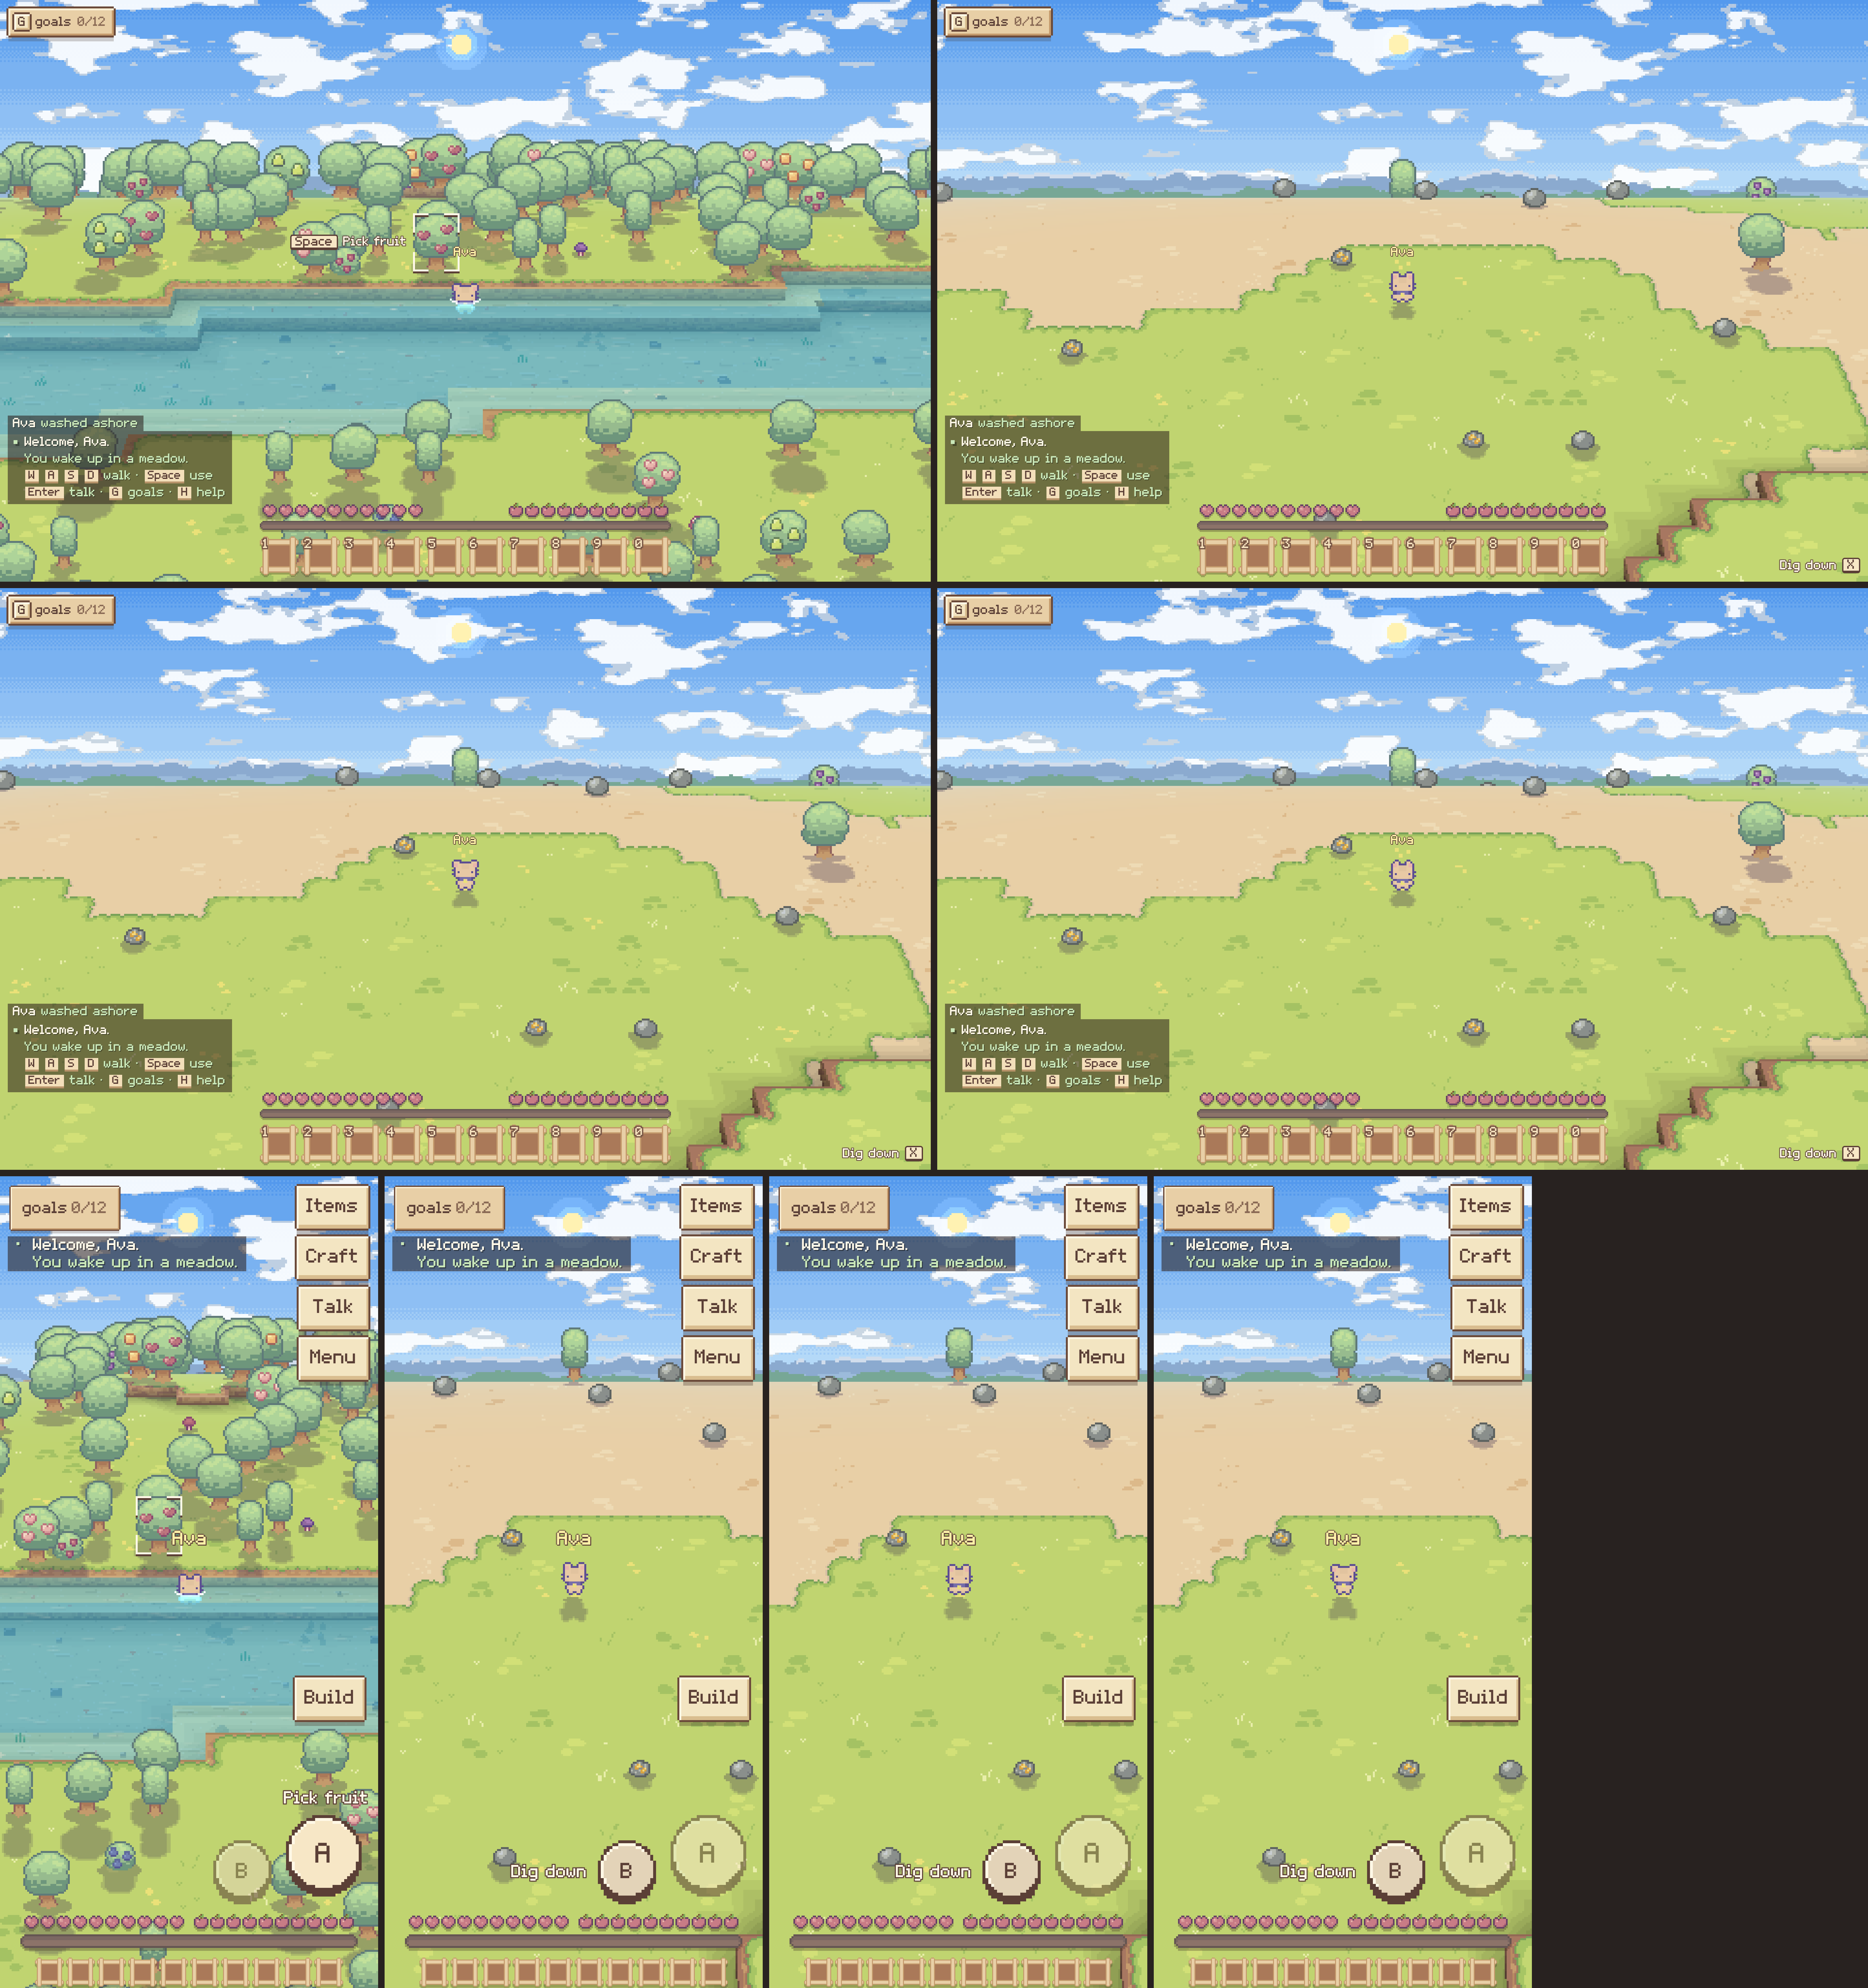 G goals 0/12
Space Pick fruit
Ava
Ava washed ashore
• Welcome, Ava.
You wake up in a meadow.
W A S D walk · Space use
Enter talk · G goals · H help
1 2 3 4 5 6 7 8 9 0
G goals 0/12
Ava
Ava washed ashore
• Welcome, Ava.
You wake up in a meadow.
W A S D walk · Space use
Enter talk · G goals · H help
1 2 3 4 5 6 7 8 9 0
Dig down X
G goals 0/12
Ava
Ava washed ashore
• Welcome, Ava.
You wake up in a meadow.
W A S D walk · Space use
Enter talk · G goals · H help
1 2 3 4 5 6 7 8 9 0
Dig down X
G goals 0/12
Ava
Ava washed ashore
• Welcome, Ava.
You wake up in a meadow.
W A S D walk · Space use
Enter talk · G goals · H help
1 2 3 4 5 6 7 8 9 0
Dig down X
goals 0/12
Items
• Welcome, Ava.
You wake up in a meadow.
Craft
Talk
Menu
Ava
Build
Pick fruit
B A
goals 0/12
Items
• Welcome, Ava.
You wake up in a meadow.
Craft
Talk
Menu
Ava
Build
Dig down B A
goals 0/12
Items
• Welcome, Ava.
You wake up in a meadow.
Craft
Talk
Menu
Ava
Build
Dig down B A
goals 0/12
Items
• Welcome, Ava.
You wake up in a meadow.
Craft
Talk
Menu
Ava
Build
Dig down B A